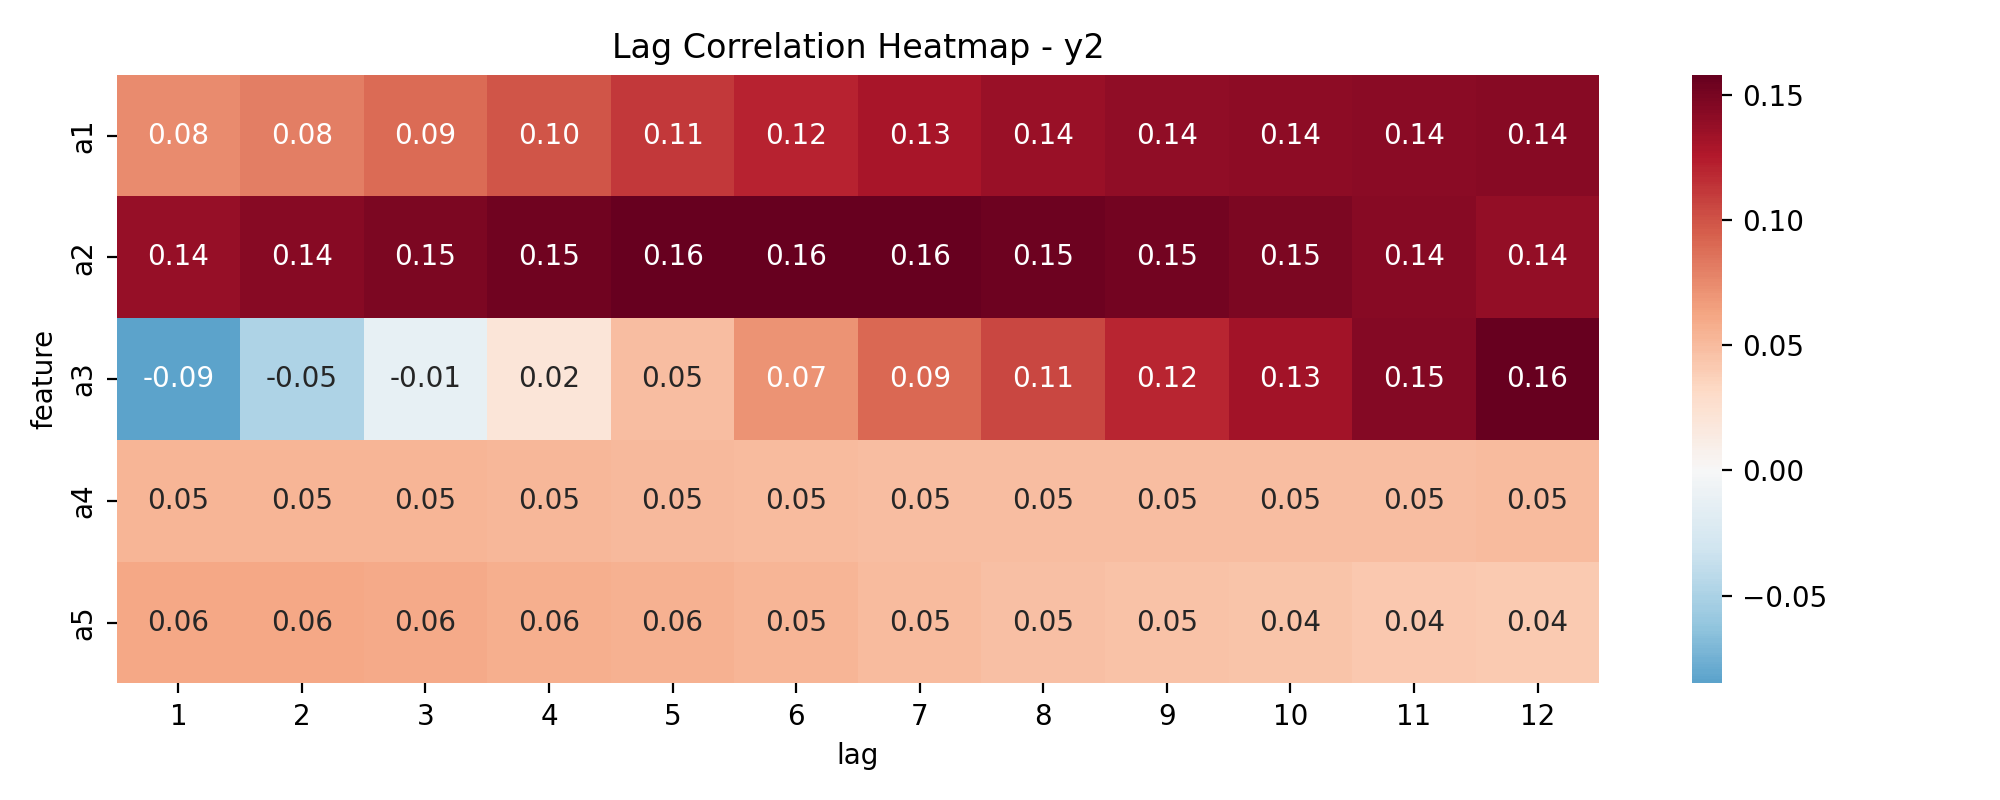 Lag Correlation Heatmap - y2
feature
a1 0.08 0.08 0.09 0.10 0.11 0.12 0.13 0.14 0.14 0.14 0.14 0.14
a2 0.14 0.14 0.15 0.15 0.16 0.16 0.16 0.15 0.15 0.15 0.14 0.14
a3 -0.09 -0.05 -0.01 0.02 0.05 0.07 0.09 0.11 0.12 0.13 0.15 0.16
a4 0.05 0.05 0.05 0.05 0.05 0.05 0.05 0.05 0.05 0.05 0.05 0.05
a5 0.06 0.06 0.06 0.06 0.06 0.05 0.05 0.05 0.05 0.04 0.04 0.04
1 2 3 4 5 6 7 8 9 10 11 12
lag
0.15
0.10
0.05
0.00
−0.05